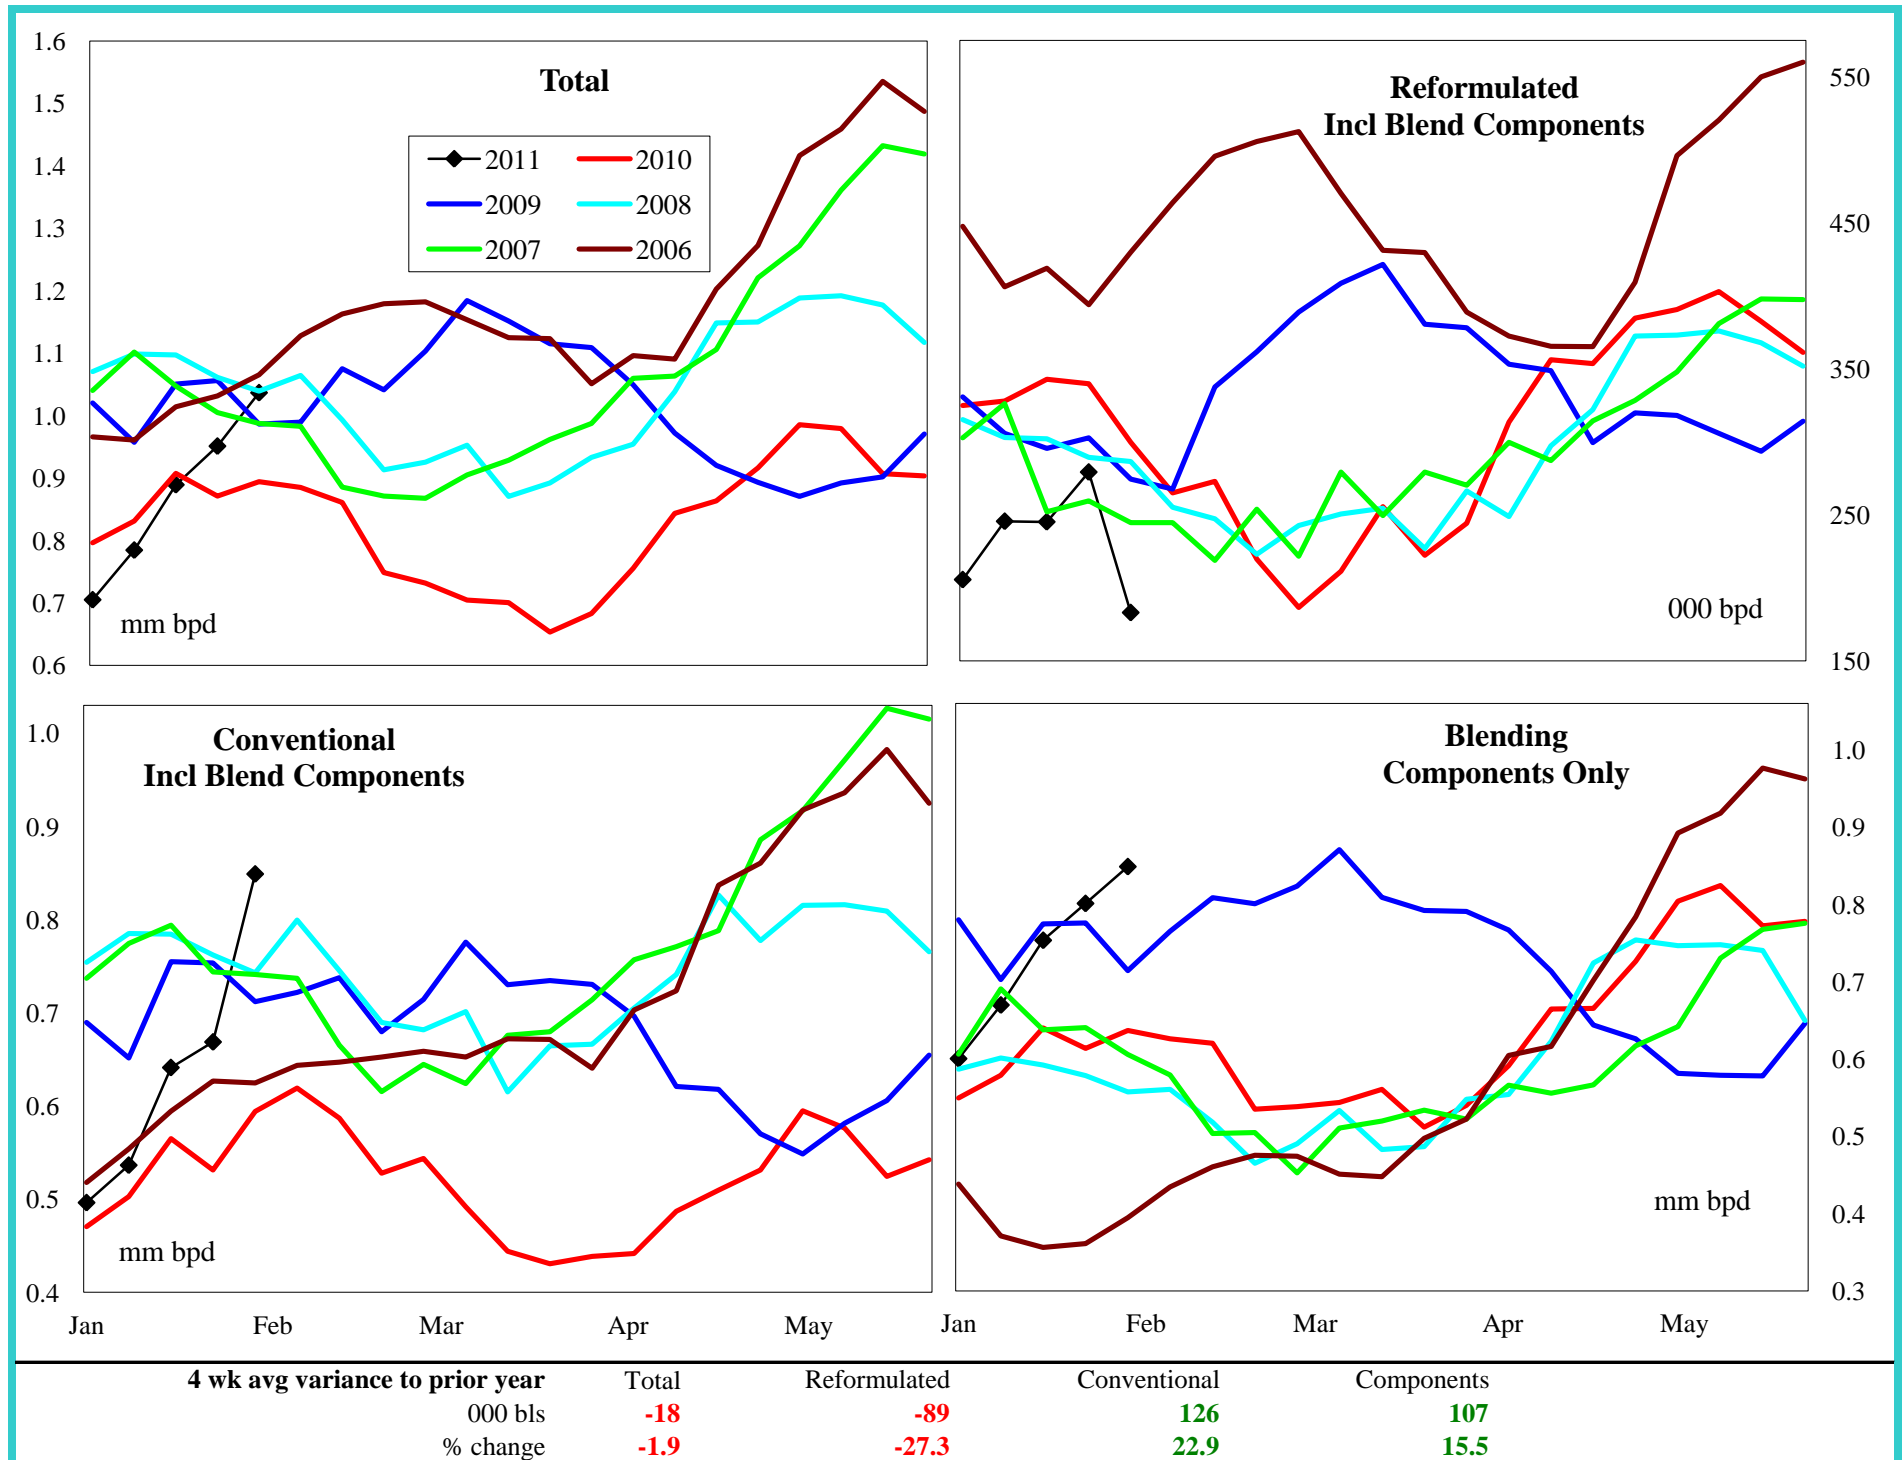 Total
1.6
1.5
1.4
1.3
1.2
1.1
1.0
0.9
0.8
0.7
0.6
2011 2010
2009 2008
2007 2006
mm bpd
Reformulated
Incl Blend Components
550
450
350
250
150
000 bpd
Conventional
Incl Blend Components
1.0
0.9
0.8
0.7
0.6
0.5
0.4
mm bpd
Jan Feb Mar Apr May
Blending
Components Only
1.0
0.9
0.8
0.7
0.6
0.5
0.4
0.3
mm bpd
Jan Feb Mar Apr May
4 wk avg variance to prior year Total Reformulated Conventional Components
000 bls -18 -89 126 107
% change -1.9 -27.3 22.9 15.5